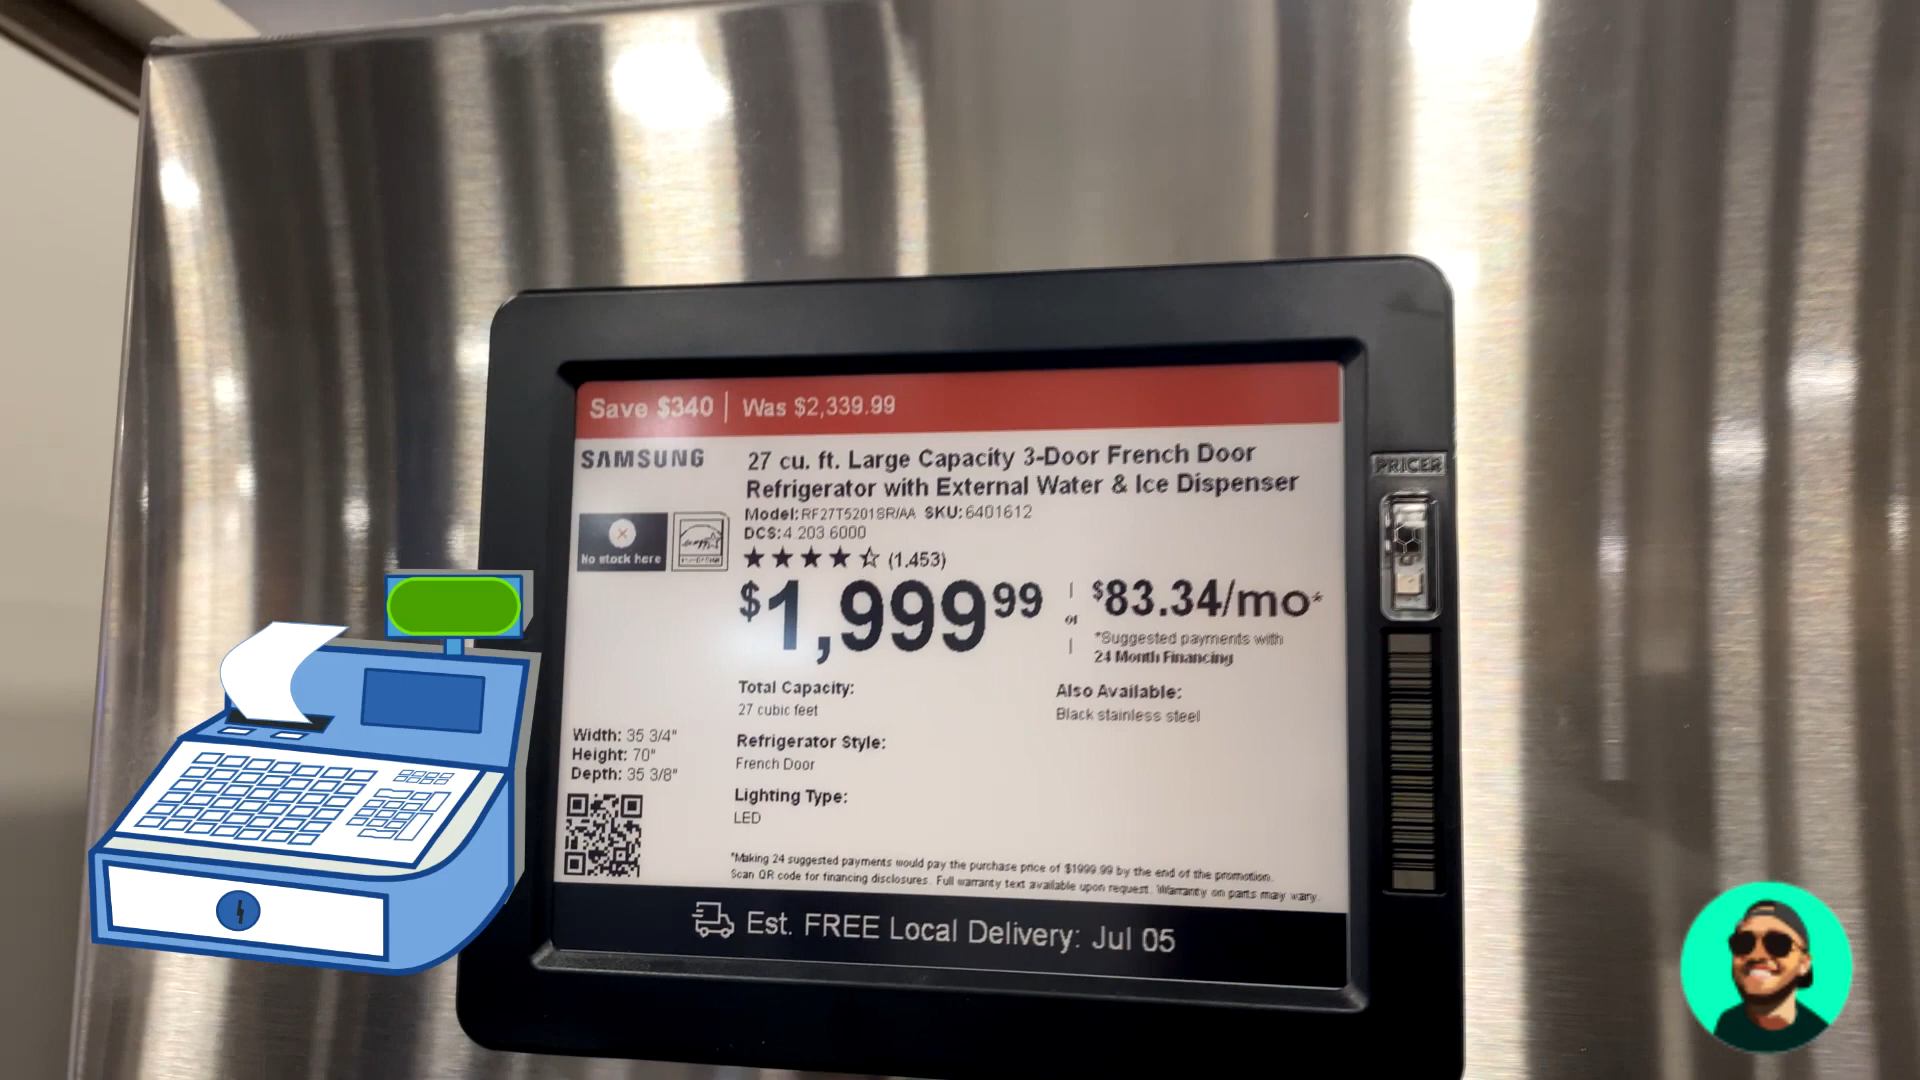 Save $340 | Was $2,339.99
SAMSUNG
27 cu. ft. Large Capacity 3-Door French Door
Refrigerator with External Water & Ice Dispenser
Model: RF27T5201SR/AA SKU: 6401612
DCS: 4.203.6000
No stock here
(1,453)
$1,999.99
or
$83.34/mo*
*Suggested payments with
24 Month Financing
Total Capacity:
27 cubic feet
Also Available:
Black stainless steel
Width: 35 3/4"
Height: 70"
Depth: 35 3/8"
Refrigerator Style:
French Door
Lighting Type:
LED
*Making 24 suggested payments would pay the purchase price of $1999.99 by the end of the promotion.
Scan QR code for financing disclosures. Full warranty text available upon request. Warranty on parts may vary.
Est. FREE Local Delivery: Jul 05
PRICER